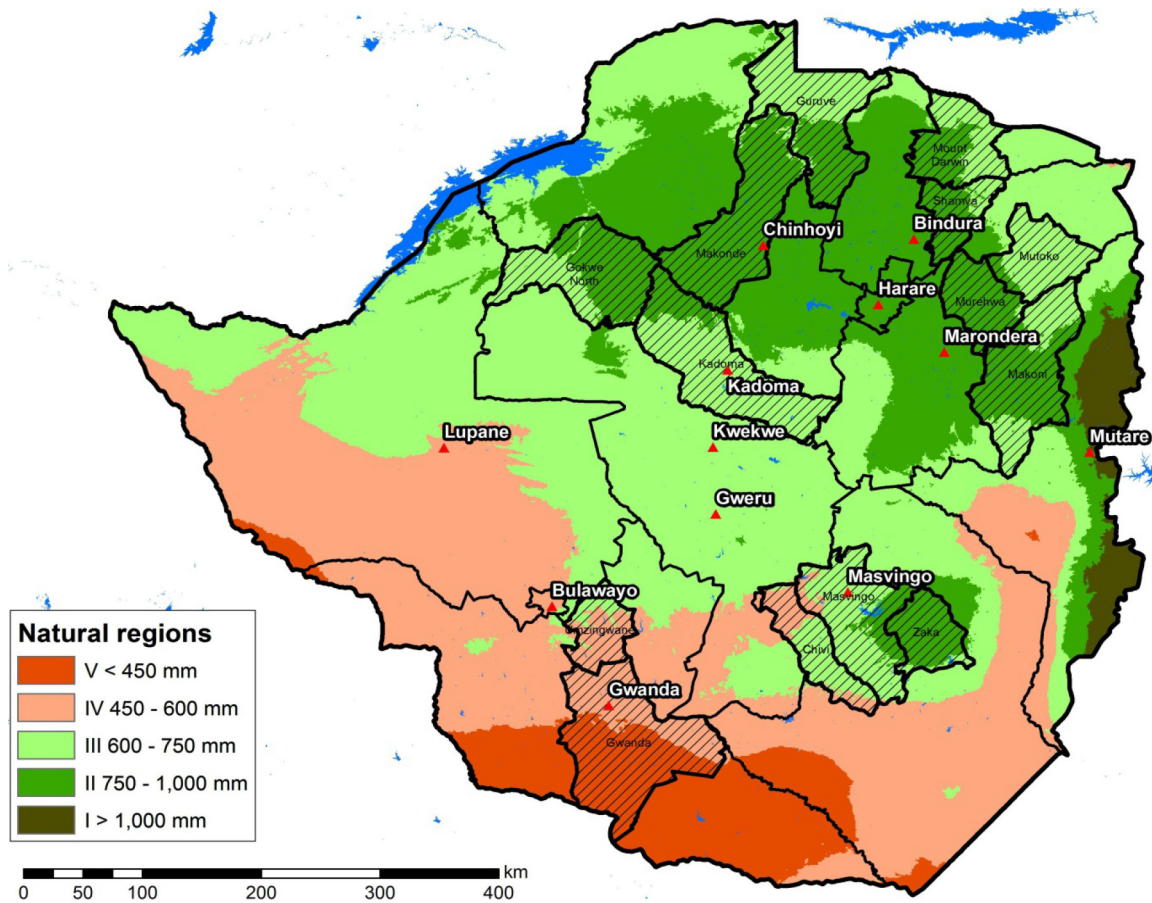 Guruve
Mount
Darwin
Shamva
Bindura
Chinhoyi
Makonde
Mutoko
Gokwe
North
Harare
Murehwa
Marondera
Kadoma
Kadoma
Makoni
Lupane
Kwekwe
Mutare
Gweru
Masvingo
Masvingo
Bulawayo
Umzingwane
Zaka
Chivi
Gwanda
Gwanda
Natural regions
V < 450 mm
IV 450 - 600 mm
III 600 - 750 mm
II 750 - 1,000 mm
I > 1,000 mm
km
0 50 100 200 300 400